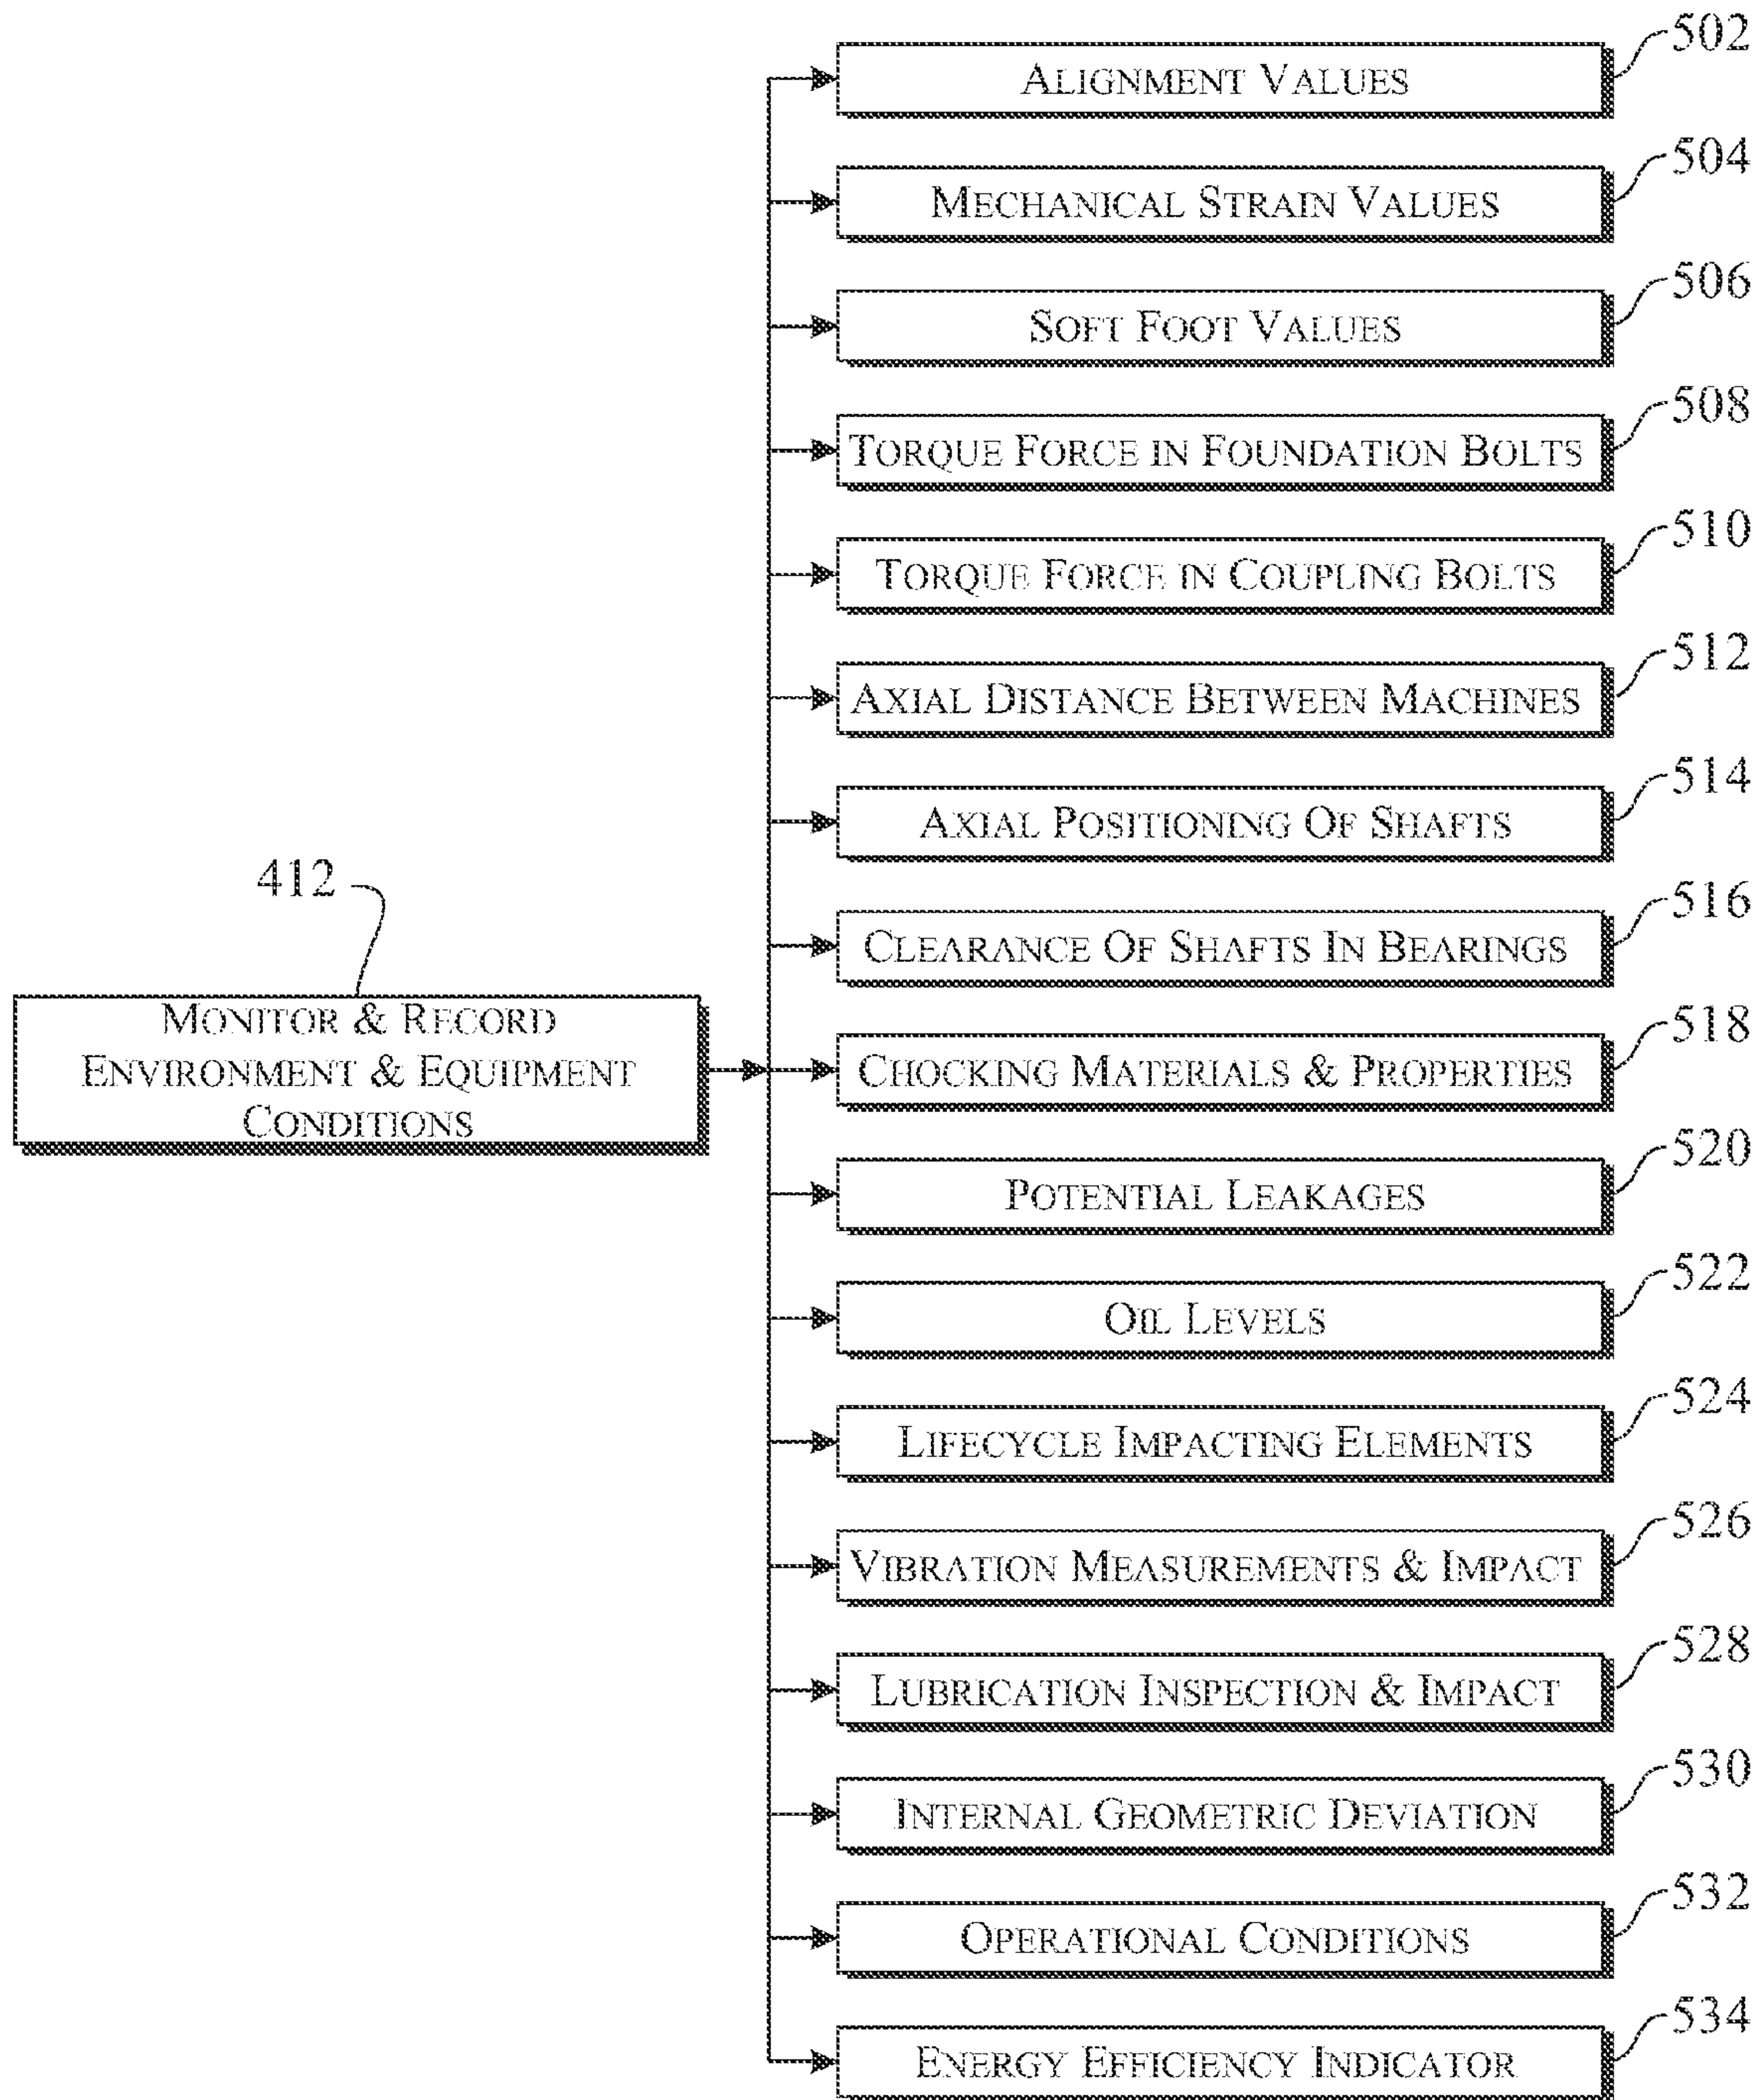 502
ALIGNMENT VALUES
504
MECHANICAL STRAIN VALUES
506
SOFT FOOT VALUES
508
TORQUE FORCE IN FOUNDATION BOLTS
510
TORQUE FORCE IN COUPLING BOLTS
512
AXIAL DISTANCE BETWEEN MACHINES
514
AXIAL POSITIONING OF SHAFTS
412
516
CLEARANCE OF SHAFTS IN BEARINGS
MONITOR & RECORD
ENVIRONMENT & EQUIPMENT
CONDITIONS
518
CHOCKING MATERIALS & PROPERTIES
520
POTENTIAL LEAKAGES
522
OIL LEVELS
524
LIFECYCLE IMPACTING ELEMENTS
526
VIBRATION MEASUREMENTS & IMPACT
528
LUBRICATION INSPECTION & IMPACT
530
INTERNAL GEOMETRIC DEVIATION
532
OPERATIONAL CONDITIONS
534
ENERGY EFFICIENCY INDICATOR